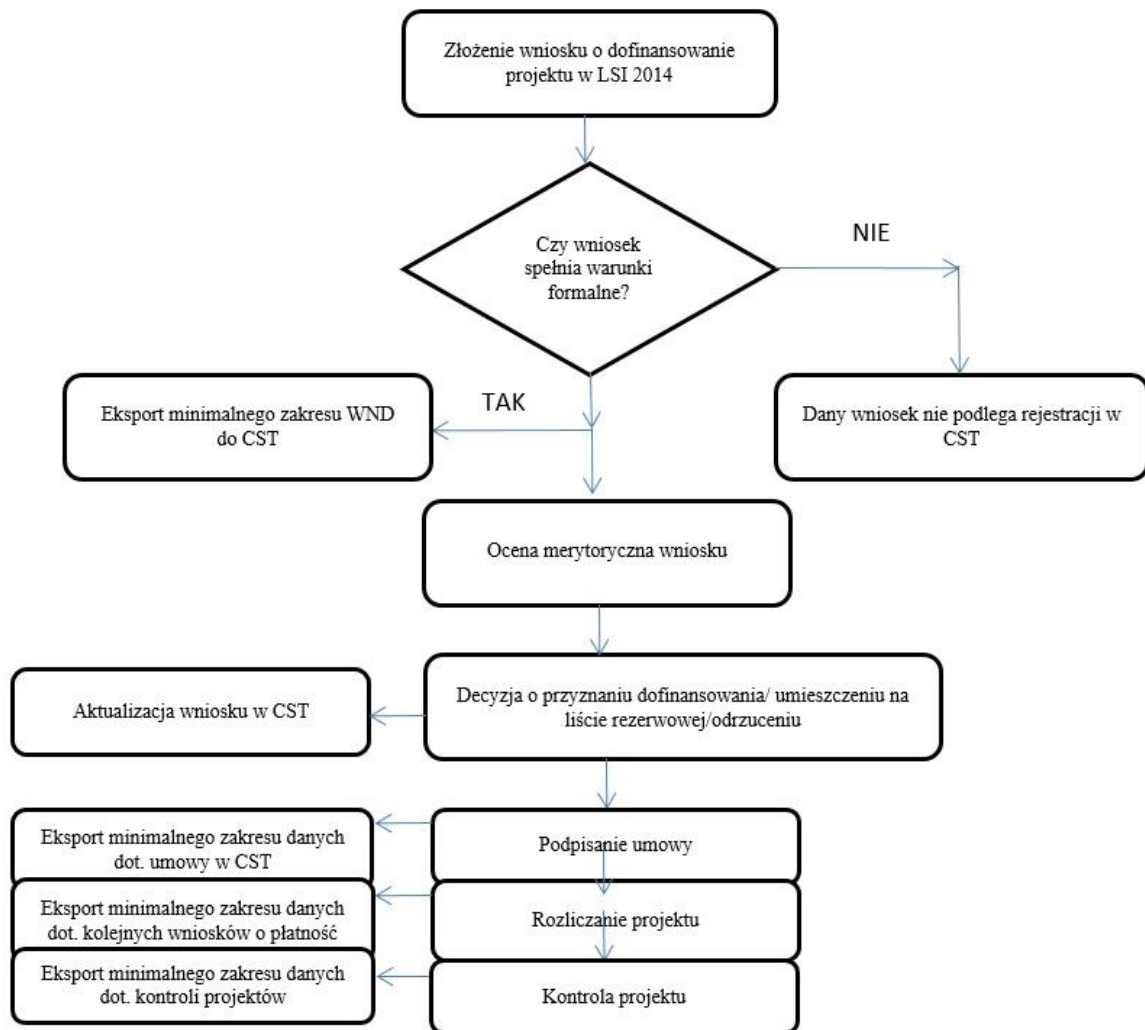 Złożenie wniosku o dofinansowanie
projektu w LSI 2014
Czy wniosek
spełnia warunki
formalne?
NIE
TAK
Eksport minimalnego zakresu WND
do CST
Dany wniosek nie podlega rejestracji w
CST
Ocena merytoryczna wniosku
Decyzja o przyznaniu dofinansowania/ umieszczeniu na
liście rezerwowej/odrzuceniu
Aktualizacja wniosku w CST
Podpisanie umowy
Eksport minimalnego zakresu danych
dot. umowy w CST
Rozliczanie projektu
Eksport minimalnego zakresu danych
dot. kolejnych wniosków o płatność
Kontrola projektu
Eksport minimalnego zakresu danych
dot. kontroli projektów